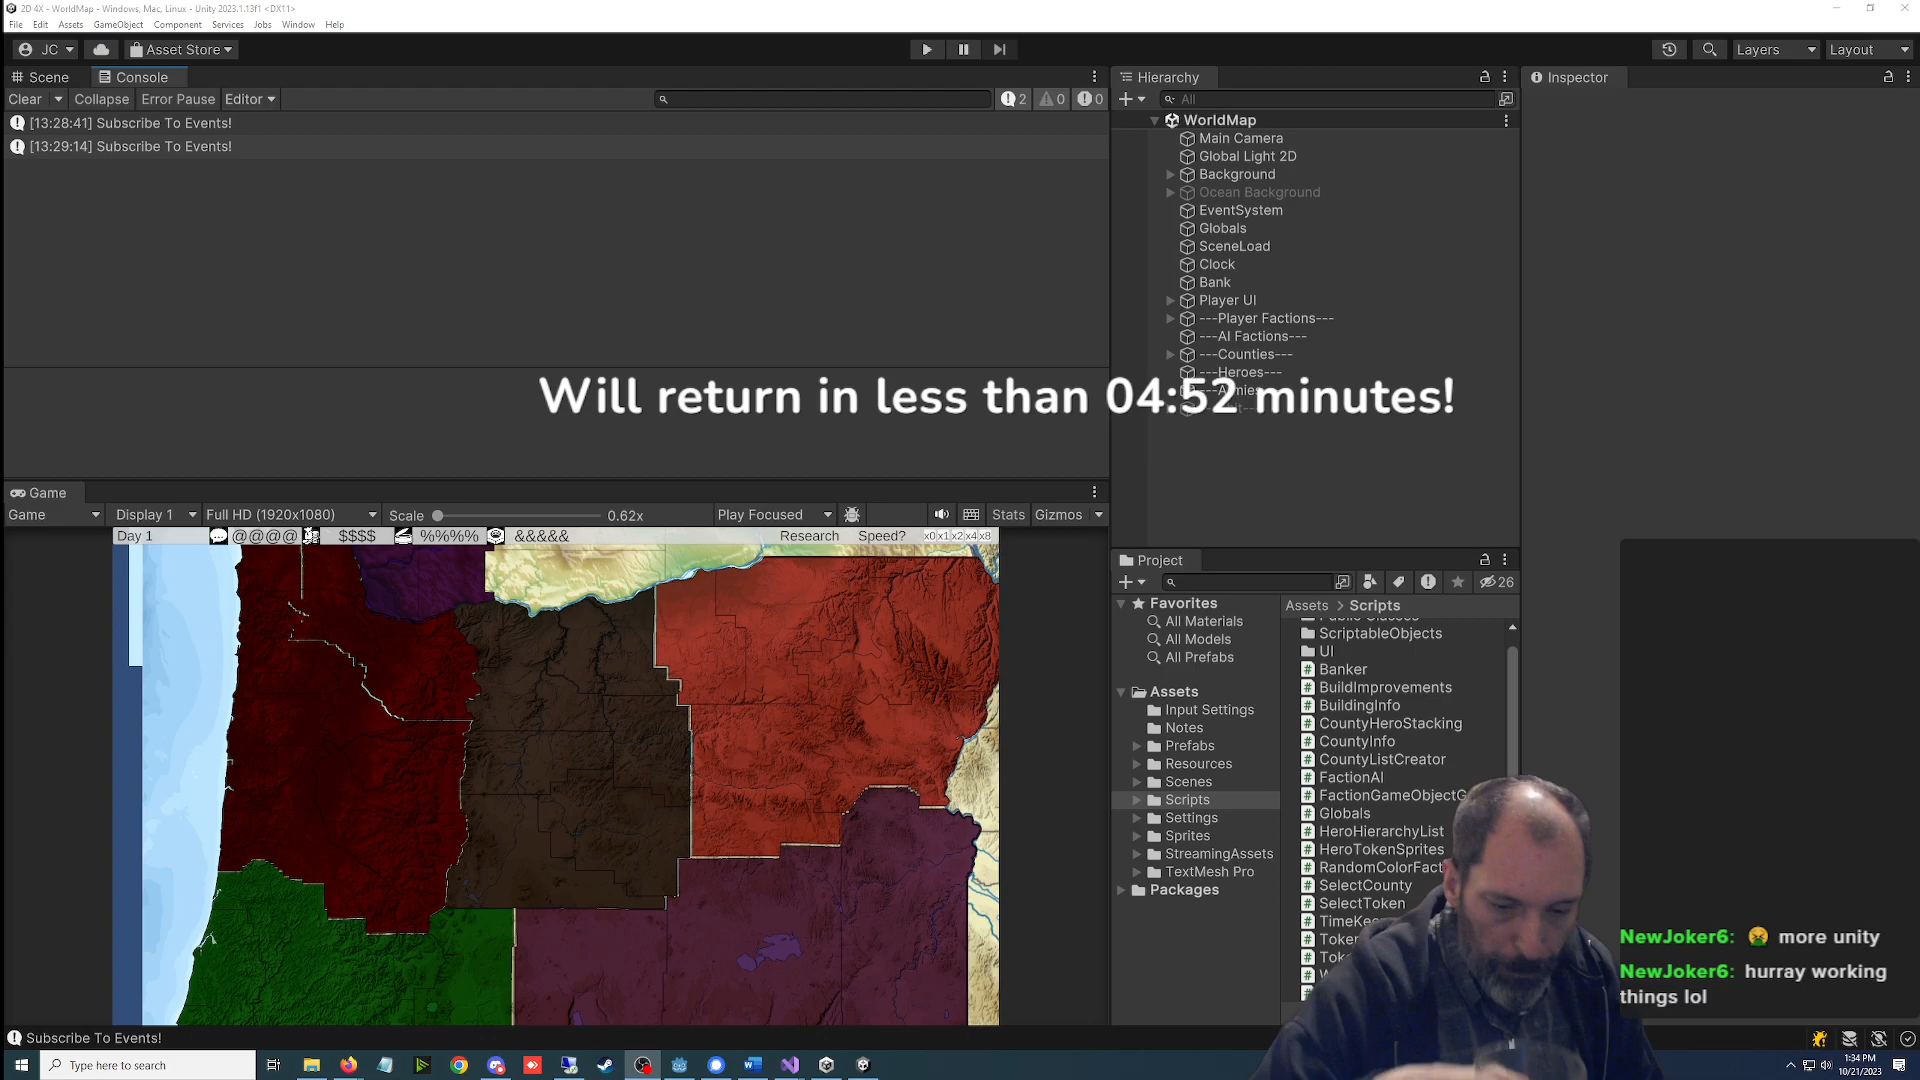 2D 4X - WorldMap - Windows, Mac, Linux - Unity 2023.1.13f1 <DX11>
File Edit Assets GameObject Component Services Jobs Window Help
JC Asset Store Layers Layout
Scene Console
Clear Collapse Error Pause Editor 2 0 0
[13:28:41] Subscribe To Events!
[13:29:14] Subscribe To Events!
Will return in less than 04:52 minutes!
Game
Game Display 1 Full HD (1920x1080) Scale 0.62x Play Focused Stats Gizmos
Day 1 @@@@ $$$$ %%%% &&&&& Research Speed? x0 x1 x2 x4 x8
Hierarchy
All
WorldMap
Main Camera
Global Light 2D
Background
Ocean Background
EventSystem
Globals
SceneLoad
Clock
Bank
Player UI
---Player Factions---
---AI Factions---
---Counties---
---Heroes---
Inspector
Project
26
Favorites
All Materials
All Models
All Prefabs
Assets
Input Settings
Notes
Prefabs
Resources
Scenes
Scripts
Settings
Sprites
StreamingAssets
TextMesh Pro
Packages
Assets > Scripts
ScriptableObjects
UI
Banker
BuildImprovements
BuildingInfo
CountyHeroStacking
CountyInfo
CountyListCreator
FactionAI
FactionGameObjectG
Globals
HeroHierarchyList
HeroTokenSprites
RandomColorFact
SelectCounty
SelectToken
TimeKee
Token
NewJoker6: more unity
NewJoker6: hurray working
things lol
Subscribe To Events!
Type here to search
1:34 PM
10/21/2023